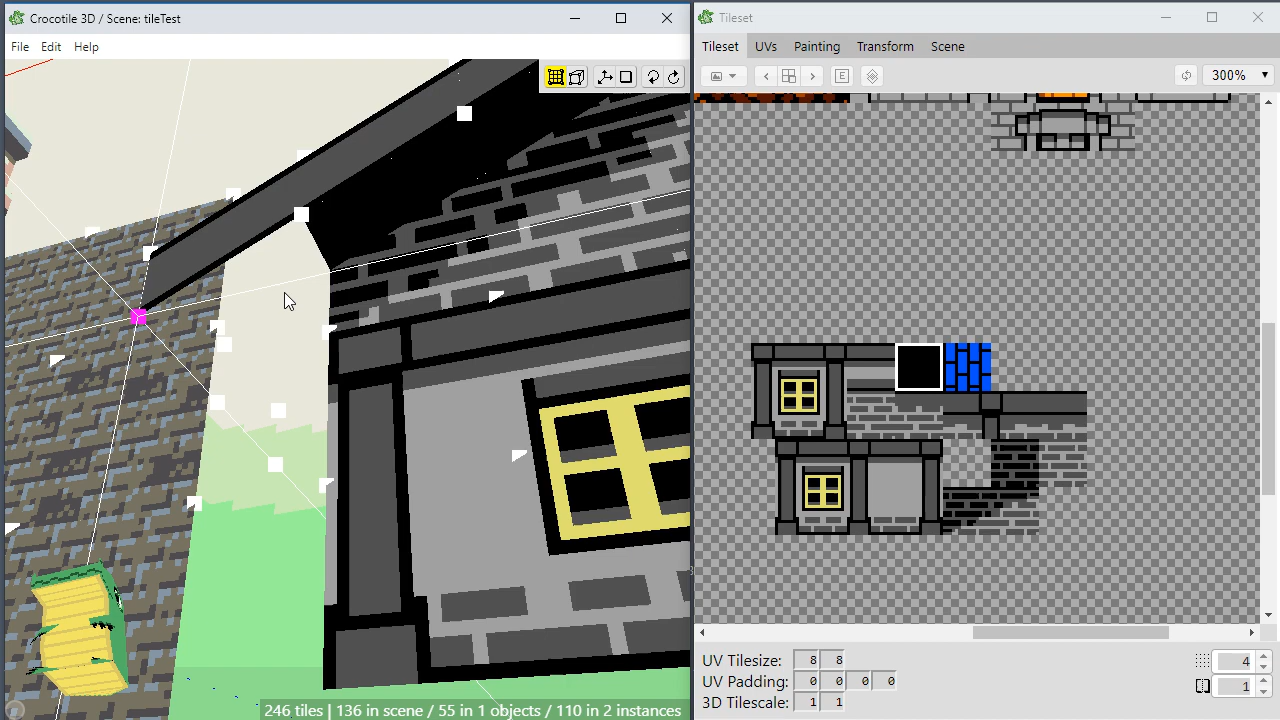 Crocotile 3D / Scene: tileTest
File Edit Help
246 tiles | 136 in scene / 55 in 1 objects / 110 in 2 instances
Tileset
Tileset UVs Painting Transform Scene
E
300%
UV Tilesize: 8 8
UV Padding: 0 0 0 0
3D Tilescale: 1 1
4
1